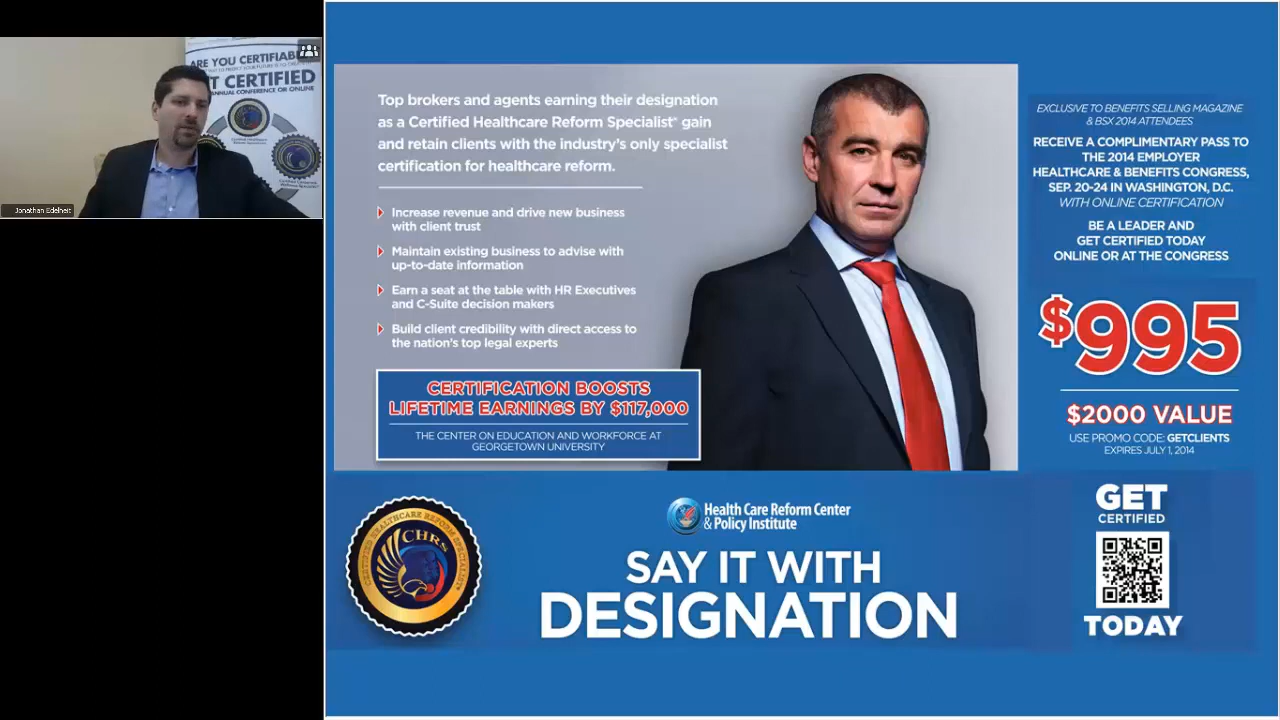 ARE YOU CERTIFIABL
T CERTIFIED
ANNUAL CONFERENCE OR ONLINE
Jonathan Edelheit
Top brokers and agents earning their designation
as a Certified Healthcare Reform Specialist® gain
and retain clients with the industry's only specialist
certification for healthcare reform.
Increase revenue and drive new business
with client trust
Maintain existing business to advise with
up-to-date information
Earn a seat at the table with HR Executives
and C-Suite decision makers
Build client credibility with direct access to
the nation's top legal experts
CERTIFICATION BOOSTS
LIFETIME EARNINGS BY $117,000
THE CENTER ON EDUCATION AND WORKFORCE AT
GEORGETOWN UNIVERSITY
EXCLUSIVE TO BENEFITS SELLING MAGAZINE
& BSX 2014 ATTENDEES
RECEIVE A COMPLIMENTARY PASS TO
THE 2014 EMPLOYER
HEALTHCARE & BENEFITS CONGRESS,
SEP. 20-24 IN WASHINGTON, D.C.
WITH ONLINE CERTIFICATION
BE A LEADER AND
GET CERTIFIED TODAY
ONLINE OR AT THE CONGRESS
$995
$2000 VALUE
USE PROMO CODE: GETCLIENTS
EXPIRES JULY 1, 2014
CERTIFIED HEALTHCARE REFORM SPECIALIST
CHRS
Health Care Reform Center
& Policy Institute
SAY IT WITH
DESIGNATION
GET
CERTIFIED
TODAY